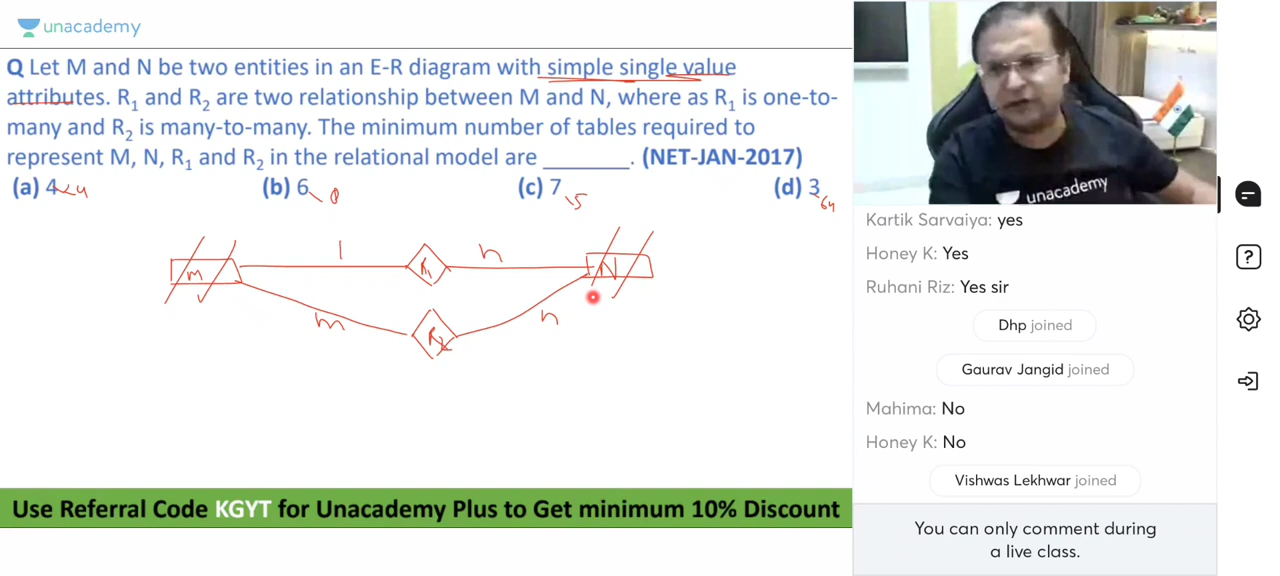 unacademy
Q Let M and N be two entities in an E-R diagram with simple single value
attributes. R₁ and R₂ are two relationship between M and N, where as R₁ is one-to-
many and R₂ is many-to-many. The minimum number of tables required to
represent M, N, R₁ and R₂ in the relational model are ________. (NET-JAN-2017)
(a) 4 (b) 6 (c) 7 (d) 3
4 8 5 64
m 1 R₁ n N
m R₂ n
Use Referral Code KGYT for Unacademy Plus to Get minimum 10% Discount
unacademy
Kartik Sarvaiya: yes
Honey K: Yes
Ruhani Riz: Yes sir
Dhp joined
Gaurav Jangid joined
Mahima: No
Honey K: No
Vishwas Lekhwar joined
You can only comment during
a live class.